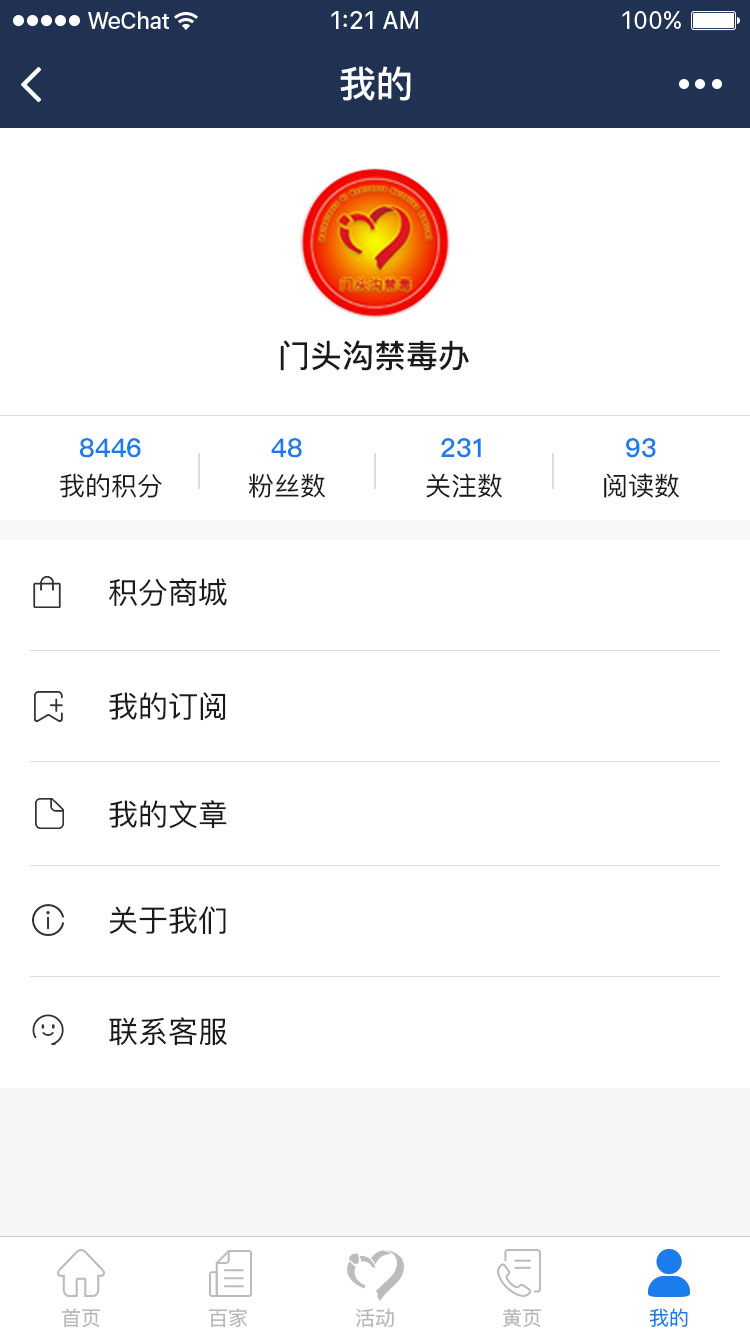 WeChat 1:21 AM 100%
我的
门头沟禁毒
门头沟禁毒办
8446 48 231 93
我的积分 粉丝数 关注数 阅读数
积分商城
我的订阅
我的文章
关于我们
联系客服
首页 百家 活动 黄页 我的